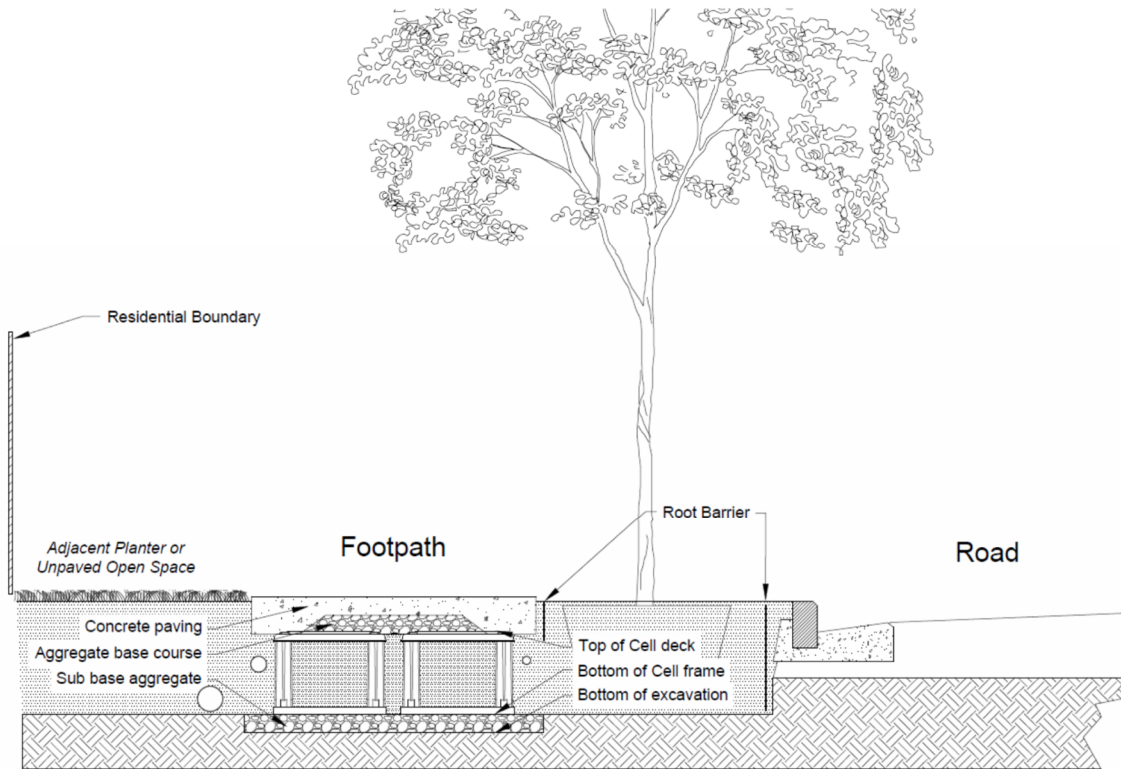 Residential Boundary
Root Barrier
Adjacent Planter or
Unpaved Open Space
Footpath
Road
Concrete paving
Aggregate base course
Sub base aggregate
Top of Cell deck
Bottom of Cell frame
Bottom of excavation